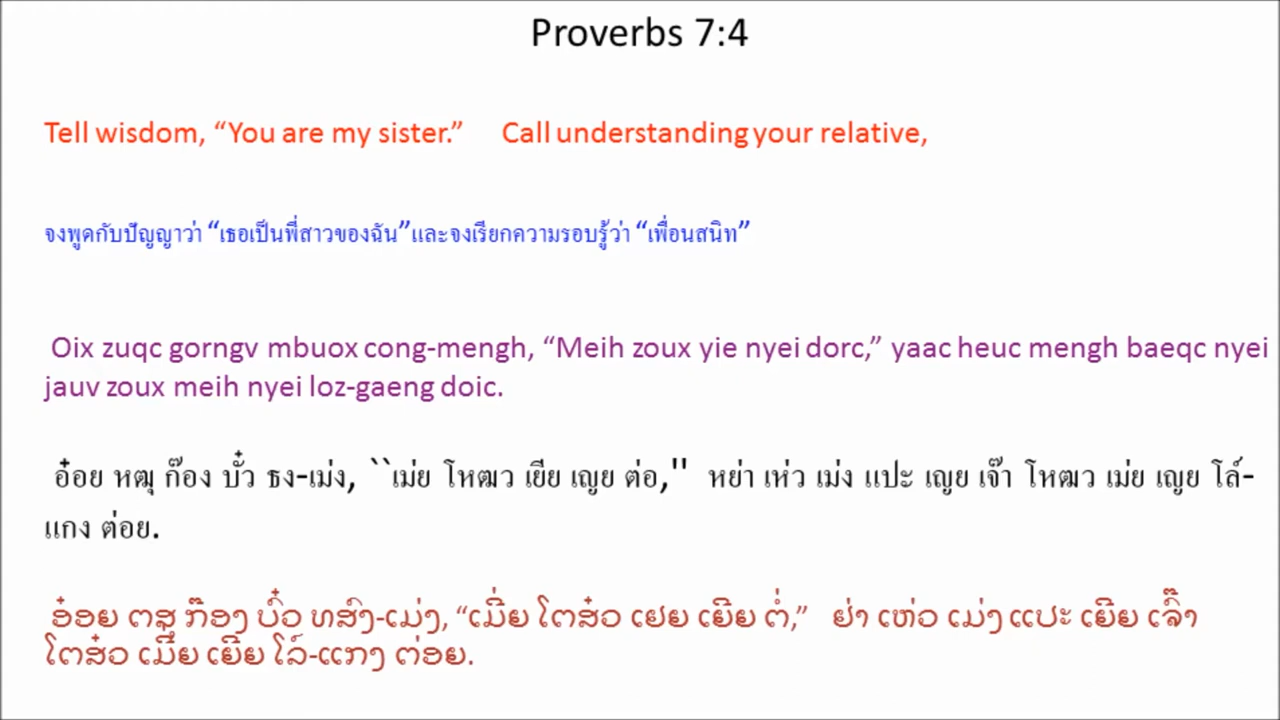 Proverbs 7:4
Tell wisdom, “You are my sister.” Call understanding your relative,
จงพูดกับปัญญาว่า “เธอเป็นพี่สาวของฉัน”และจงเรียกความรอบรู้ว่า “เพื่อนสนิท”
Oix zuqc gorngv mbuox cong-mengh, “Meih zoux yie nyei dorc,” yaac heuc mengh baeqc nyei
jauv zoux meih nyei loz-gaeng doic.
อ๋อย หฒุ ก๊อง บั๋ว ธง-เม่ง, ``เม่ย โหฒว เยีย เญย ต่อ," หย่า เห่ว เม่ง แปะ เญย เจ๊า โหฒว เม่ย เญย โล์-
แกง ต่อย.
ອ໋ອຍ ຕສຸ ກ໊ອງ ບົ໋ວ ທສົງ-ເມ່ງ, “ເມີ່ຍ ໂຕສ໋ວ ເຢຍ ເຍີຍ ຕໍ່,” ຢ່າ ເຫ່ວ ເມ່ງ ແປະ ເຍີຍ ເຈົ໊າ
ໂຕສ໋ວ ເມີ່ຍ ເຍີຍ ໂລ໌-ແກງ ຕ່ອຍ.